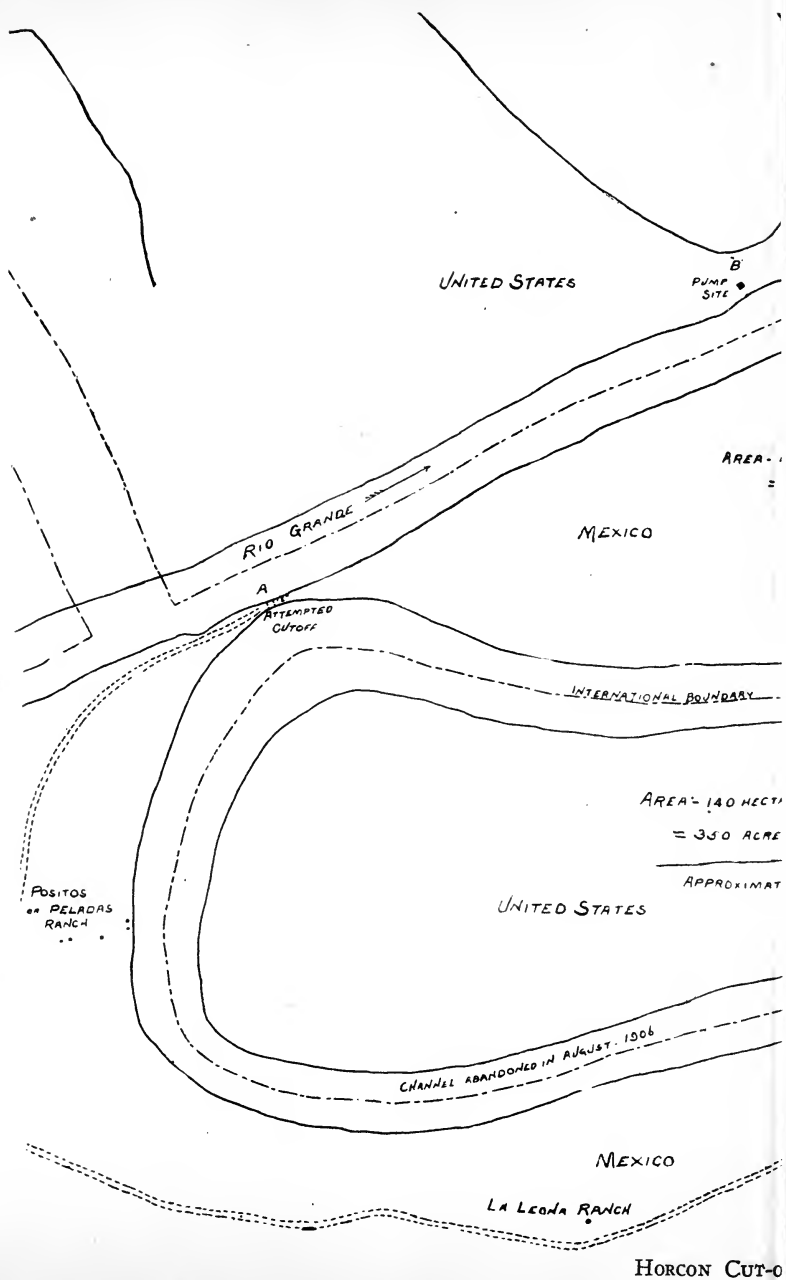 UNITED STATES
B
PUMP
SITE
AREA-
=
RIO GRANDE
MEXICO
A
ATTEMPTED
CUTOFF
INTERNATIONAL BOUNDARY
AREA- 140 HECT
= 350 ACRE
APPROXIMAT
POSITOS
OR PELADAS
RANCH
UNITED STATES
CHANNEL ABANDONED IN AUGUST. 1906
MEXICO
LA LEONA RANCH
HORCON CUT-O